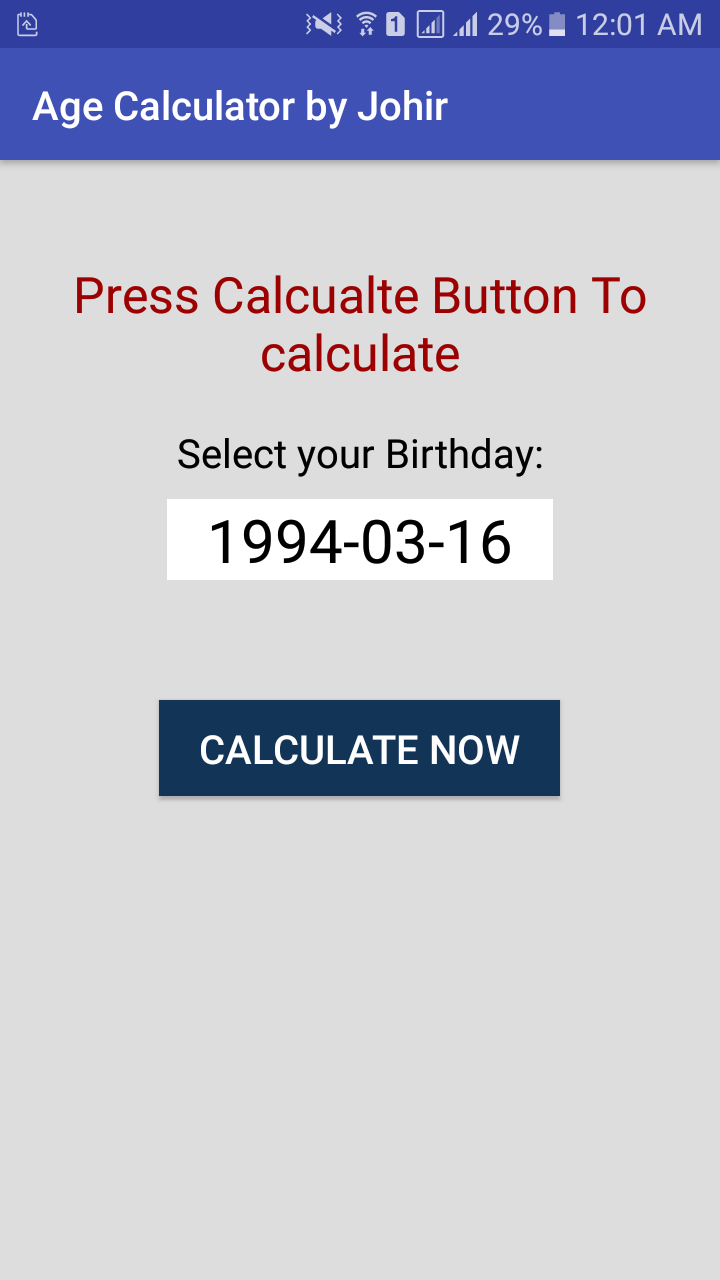 1 29% 12:01 AM
Age Calculator by Johir
Press Calcualte Button To
calculate
Select your Birthday:
1994-03-16
CALCULATE NOW